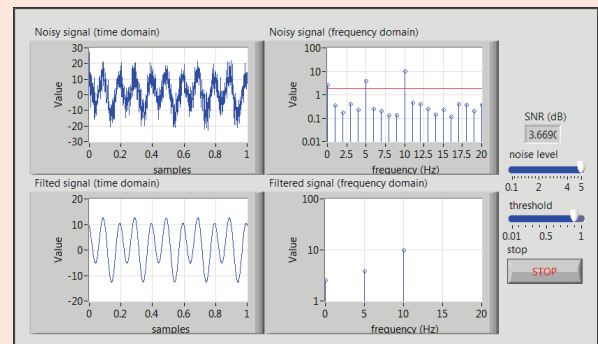 Noisy signal (time domain)
30
20
10
0
-10
-20
-30
Value
0 0.2 0.4 0.6 0.8 1
samples
Noisy signal (frequency domain)
100
10
1
0.1
0.01
Value
0 2.5 5 7.5 10 12.5 15 17.5 20
frequency (Hz)
SNR (dB)
3.669
noise level
0.1 2 4 5
threshold
0.01 0.5 1
stop
STOP
Filted signal (time domain)
20
10
0
-10
-20
Value
0 0.2 0.4 0.6 0.8 1
samples
Filtered signal (frequency domain)
100
10
1
Value
0 5 10 15 20
frequency (Hz)